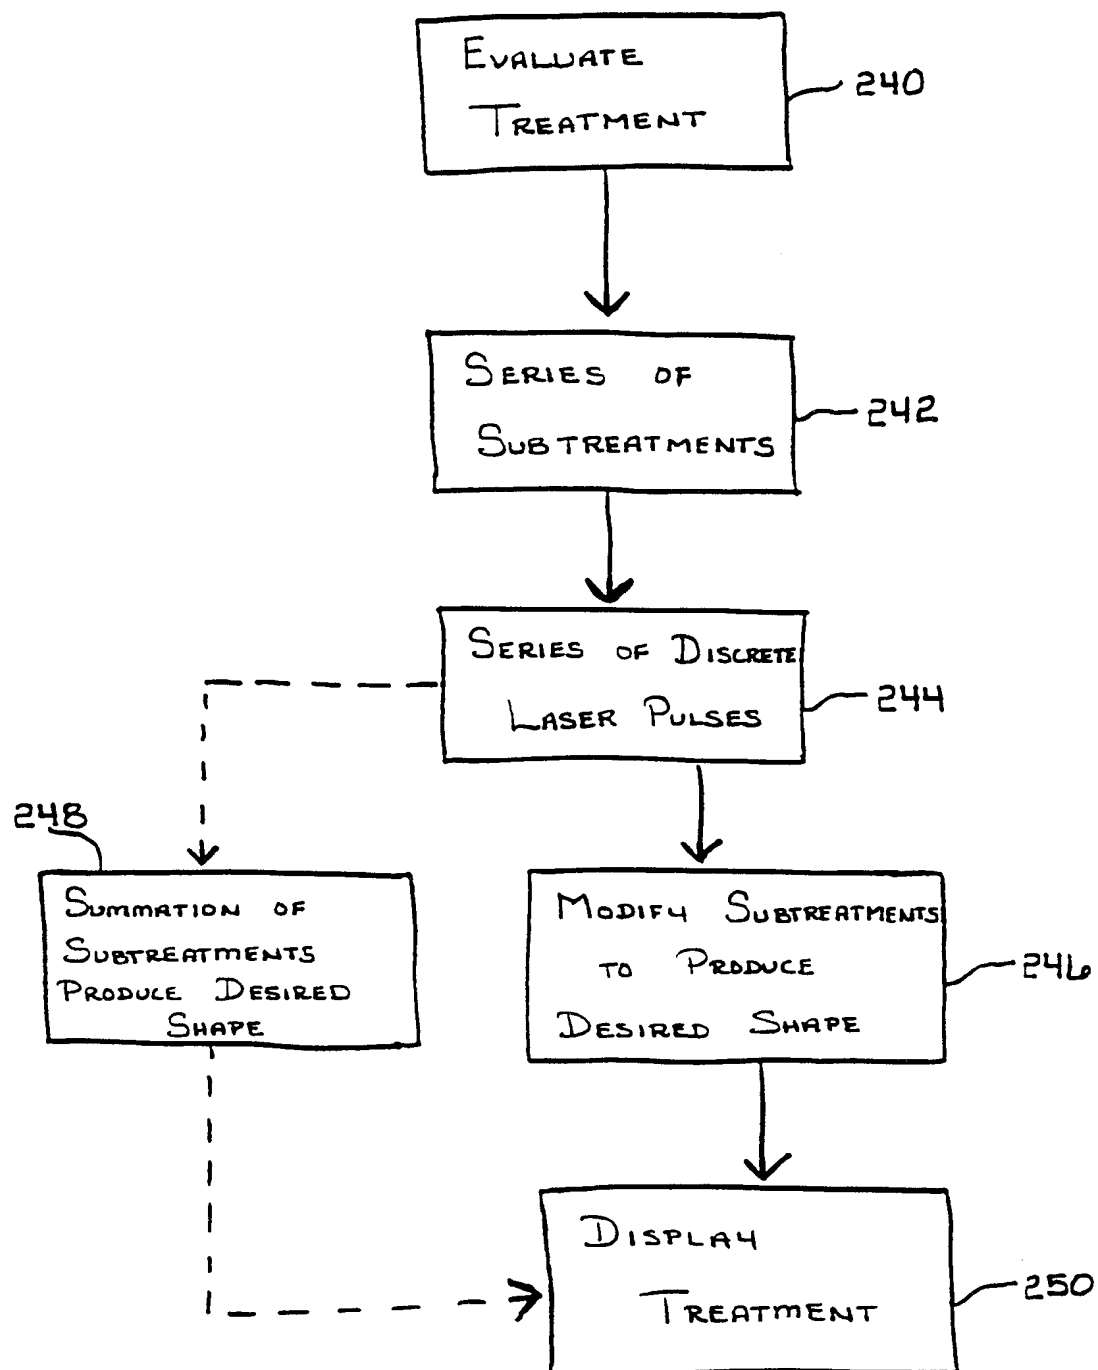 EVALUATE
TREATMENT
240
SERIES OF
SUBTREATMENTS
242
SERIES OF DISCRETE
LASER PULSES
244
248
SUMMATION OF
SUBTREATMENTS
PRODUCE DESIRED
SHAPE
MODIFY SUBTREATMENTS
TO PRODUCE
DESIRED SHAPE
246
DISPLAY
TREATMENT
250